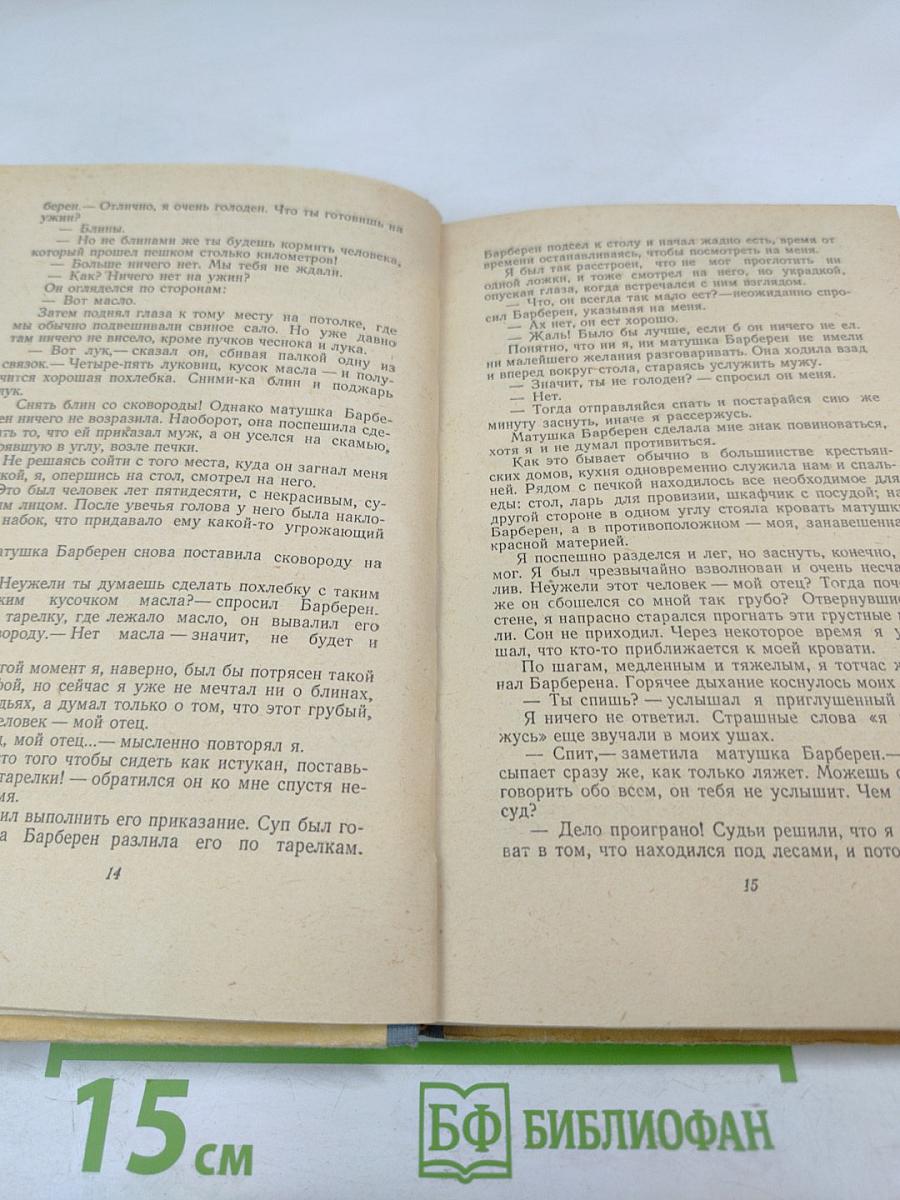 берен.— Отлично, я очень голоден. Что ты готовишь на
ужин?
— Блины.
— Но не блинами же ты будешь кормить человека,
который прошел пешком столько километров!
— Больше ничего нет. Мы тебя не ждали.
— Как? Ничего нет на ужин?
Он огляделся по сторонам:
— Вот масло.
Затем поднял глаза к тому месту на потолке, где
мы обычно подвешивали свиное сало. Но уже давно
там ничего не висело, кроме пучков чеснока и лука.
— Вот лук,— сказал он, сбивая палкой одну из
связок.— Четыре-пять луковиц, кусок масла — и полу-
чится хорошая похлебка. Сними-ка блин и поджарь
лук.
Снять блин со сковороды! Однако матушка Барбе-
ен ничего не возразила. Наоборот, она поспешила сде-
ать то, что ей приказал муж, а он уселся на скамью,
оявшую в углу, возле печки.
Не решаясь сойти с того места, куда он загнал меня
кой, я, опершись на стол, смотрел на него.
Это был человек лет пятидесяти, с некрасивым, су-
ым лицом. После увечья голова у него была накло-
набок, что придавало ему какой-то угрожающий
атушка Барберен снова поставила сковороду на
Неужели ты думаешь сделать похлебку с таким
ким кусочком масла?— спросил Барберен.
тарелку, где лежало масло, он вывалил его
овороду.— Нет масла — значит, не будет и
гой момент я, наверно, был бы потрясен такой
фой, но сейчас я уже не мечтал ни о блинах,
дьях, а думал только о том, что этот грубый,
еловек — мой отец.
ц, мой отец...— мысленно повторял я.
сто того чтобы сидеть как истукан, поставь-
тарелки! — обратился он ко мне спустя не-
мя.
ил выполнить его приказание. Суп был го-
а Барберен разлила его по тарелкам.
14
Барберен подсел к столу и начал жадно есть, время от
времени останавливаясь, чтобы посмотреть на меня.
Я был так расстроен, что не мог проглотить ни
одной ложки, и тоже смотрел на него, но украдкой,
опуская глаза, когда встречался с ним взглядом.
— Что, он всегда так мало ест?—неожиданно спро-
сил Барберен, указывая на меня.
— Ах нет, он ест хорошо.
— Жаль! Было бы лучше, если б он ничего не ел.
Понятно, что ни я, ни матушка Барберен не имели
ни малейшего желания разговаривать. Она ходила взад
и вперед вокруг стола, стараясь услужить мужу.
— Значит, ты не голоден? — спросил он меня.
— Нет.
— Тогда отправляйся спать и постарайся сию же
минуту заснуть, иначе я рассержусь.
Матушка Барберен сделала мне знак повиноваться,
хотя я и не думал противиться.
Как это бывает обычно в большинстве крестьян-
ских домов, кухня одновременно служила нам и спаль-
ней. Рядом с печкой находилось все необходимое для
еды: стол, ларь для провизии, шкафчик с посудой; на
другой стороне в одном углу стояла кровать матушки
Барберен, а в противоположном — моя, занавешенна
красной материей.
Я поспешно разделся и лег, но заснуть, конечно,
мог. Я был чрезвычайно взволнован и очень несча
лив. Неужели этот человек — мой отец? Тогда поче
же он сбошелся со мной так грубо? Отвернувшис
стене, я напрасно старался прогнать эти грустные
ли. Сон не приходил. Через некоторое время я у
шал, что кто-то приближается к моей кровати.
По шагам, медленным и тяжелым, я тотчас ж
нал Барберена. Горячее дыхание коснулось моих
— Ты спишь? — услышал я приглушенный
Я ничего не ответил. Страшные слова «я
жусь» еще звучали в моих ушах.
— Спит,— заметила матушка Барберен.—
сыпает сразу же, как только ляжет. Можешь с
говорить обо всем, он тебя не услышит. Чем
суд?
— Дело проиграно! Судьи решили, что я
ват в том, что находился под лесами, и пото
15
15 см
БФ БИБЛИОФАН